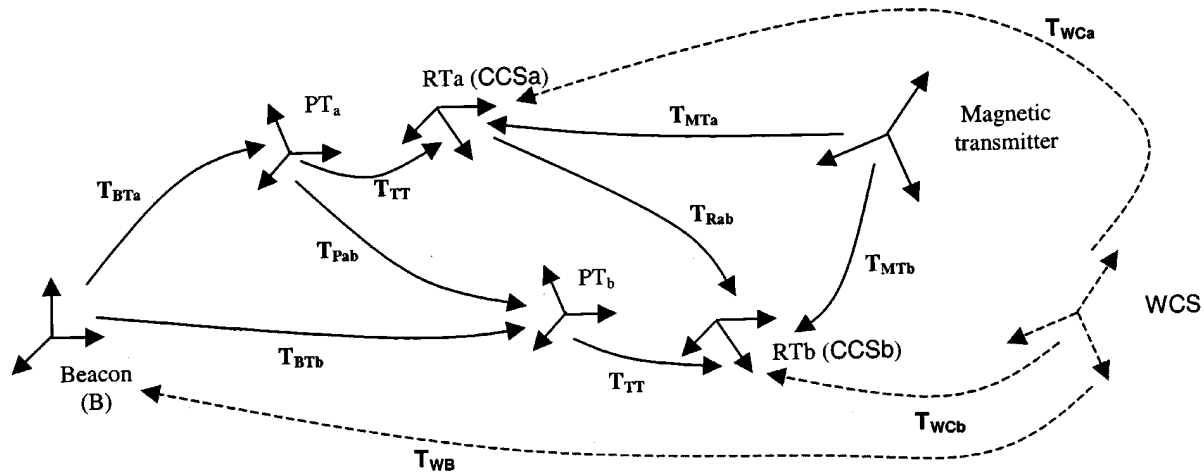 T_WCa
RTa (CCSa)
PT_a
T_MTa
Magnetic
transmitter
T_BTa
T_TT
T_Rab
T_Pab
T_MTb
PT_b
WCS
T_BTb
RTb (CCSb)
Beacon
(B)
T_TT
T_WCb
T_WB